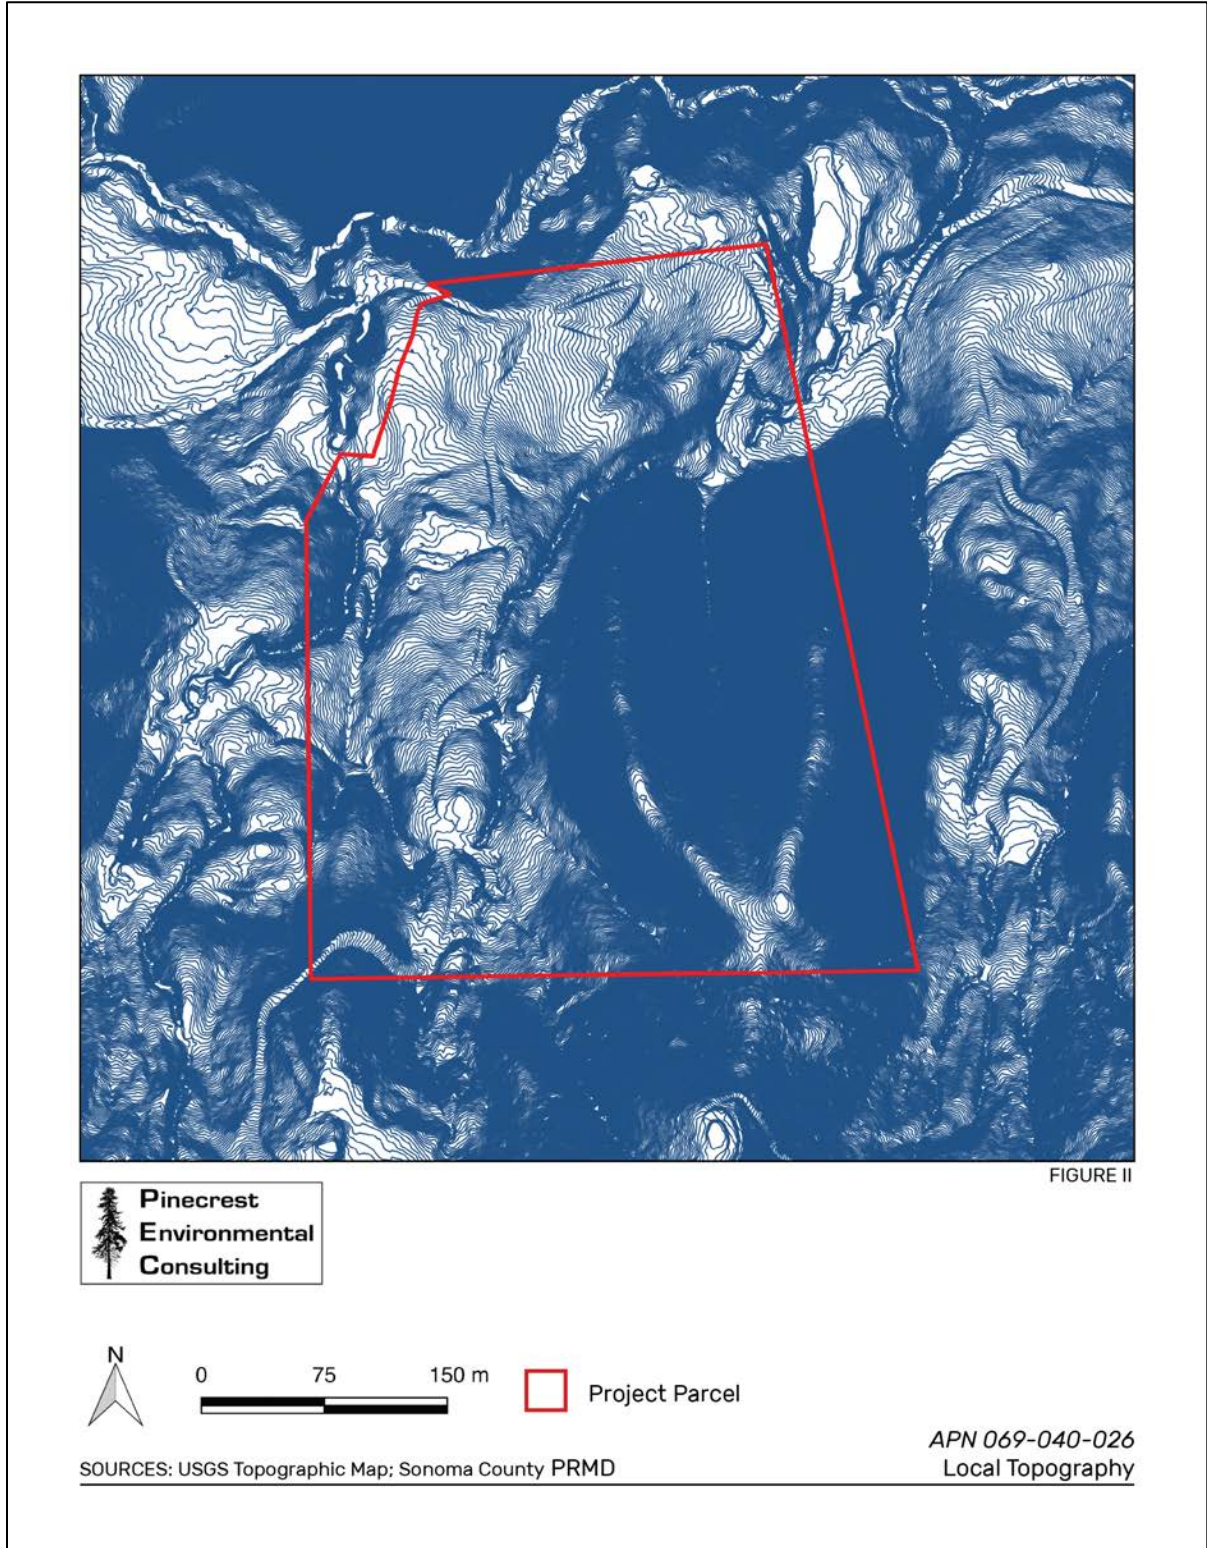 FIGURE II
Pinecrest
Environmental
Consulting
N
0 75 150 m
Project Parcel
APN 069-040-026
SOURCES: USGS Topographic Map; Sonoma County PRMD
Local Topography